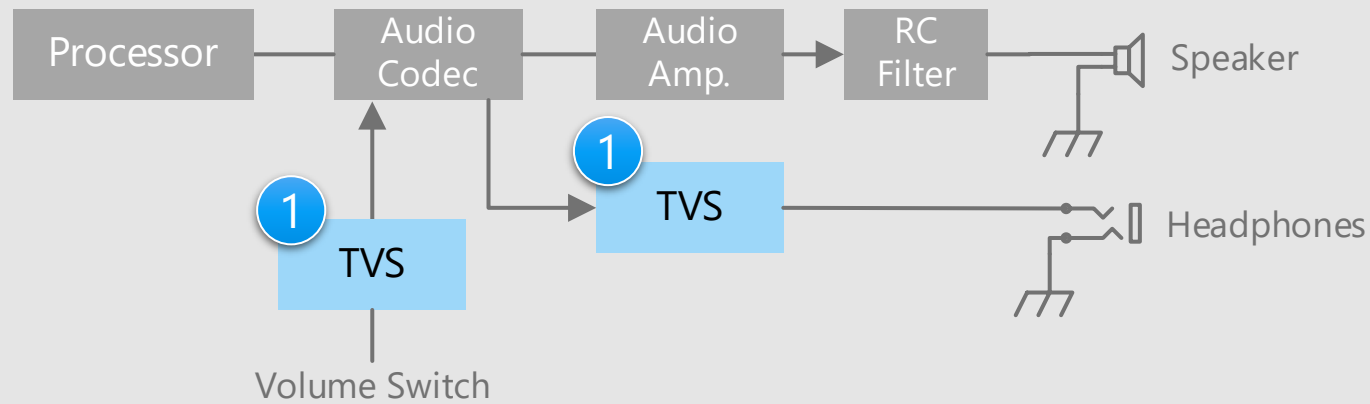 Processor
Audio
Codec
Audio
Amp.
RC
Filter
Speaker
1
TVS
1
TVS
Headphones
Volume Switch